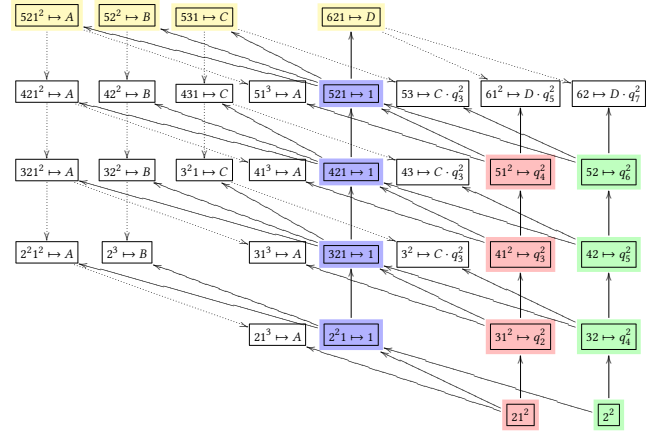 521² ↦ A 52² ↦ B 531 ↦ C 621 ↦ D
421² ↦ A 42² ↦ B 431 ↦ C 51³ ↦ A 521 ↦ 1 53 ↦ C · q₃² 61² ↦ D · q₅² 62 ↦ D · q₇²
321² ↦ A 32² ↦ B 3²1 ↦ C 41³ ↦ A 421 ↦ 1 43 ↦ C · q₃² 51² ↦ q₄² 52 ↦ q₆²
2²1² ↦ A 2³ ↦ B 31³ ↦ A 321 ↦ 1 3² ↦ C · q₃² 41² ↦ q₃² 42 ↦ q₅²
21³ ↦ A 2²1 ↦ 1 31² ↦ q₂² 32 ↦ q₄²
21² 2²